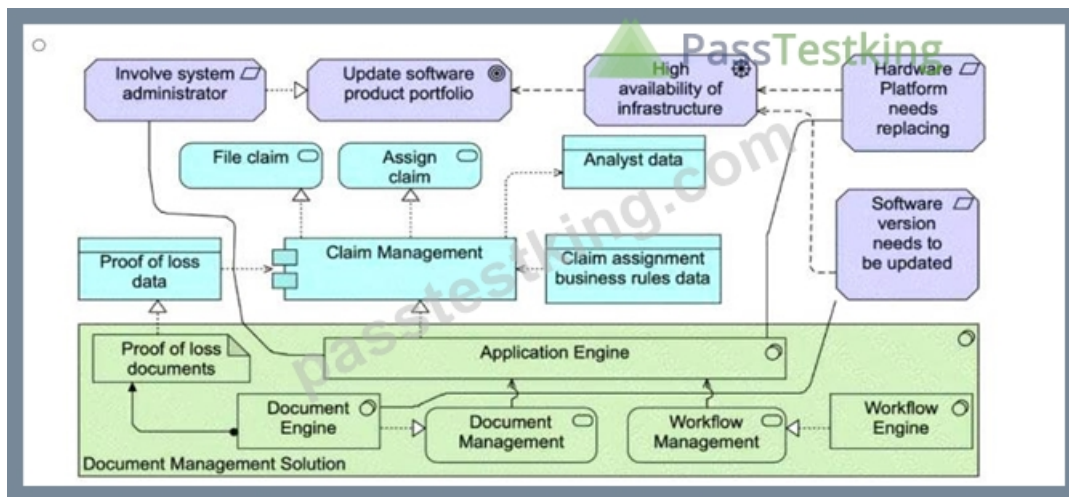 PassTestking
Involve system
administrator
Update software
product portfolio
High
availability of
infrastructure
Hardware
Platform
needs
replacing
File claim
Assign
claim
Analyst data
Software
version
needs to
be updated
Proof of loss
data
Claim Management
Claim assignment
business rules data
passtestking.com
Proof of loss
documents
Application Engine
Document
Engine
Document
Management
Workflow
Management
Workflow
Engine
Document Management Solution